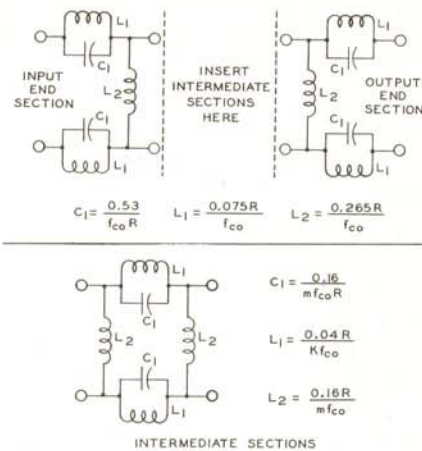 L1
L1
C1
C1
INPUT
END
SECTION
L2
C1
L1
INSERT
INTERMEDIATE
SECTIONS
HERE
L2
OUTPUT
END
SECTION
C1
L1
C1 = 0.53 / fcoR
L1 = 0.075R / fco
L2 = 0.265R / fco
L1
C1
L2
L2
C1
L1
C1 = 0.16 / mfcoR
L1 = 0.04R / Kfco
L2 = 0.16R / mfco
INTERMEDIATE SECTIONS